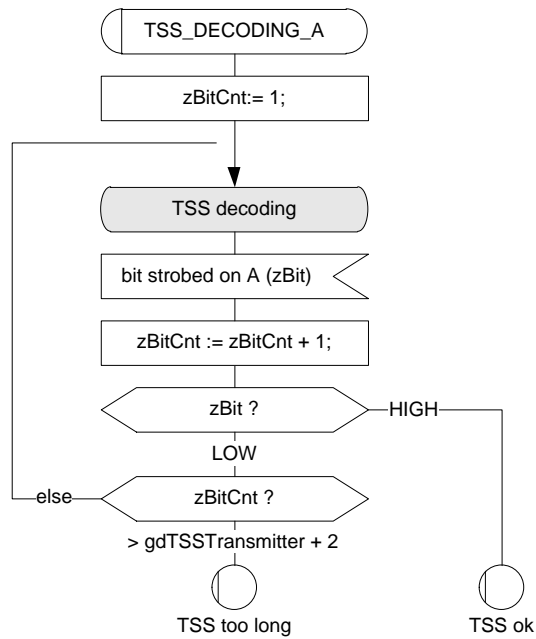 TSS_DECODING_A
zBitCnt:= 1;
TSS decoding
bit strobed on A (zBit)
zBitCnt := zBitCnt + 1;
zBit ?
HIGH
LOW
else
zBitCnt ?
> gdTSSTransmitter + 2
TSS too long
TSS ok